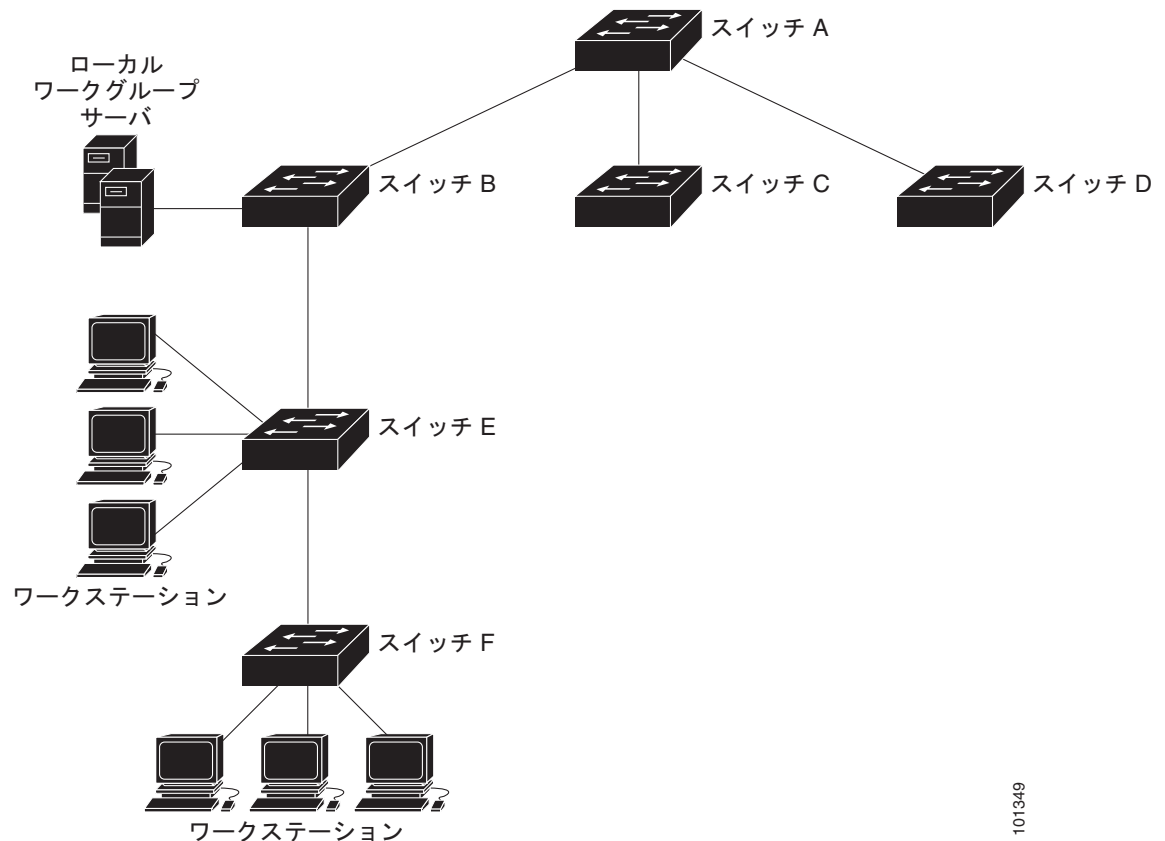 スイッチ A
ローカル
ワークグループ
サーバ
スイッチ B
スイッチ C
スイッチ D
スイッチ E
ワークステーション
スイッチ F
ワークステーション
101349